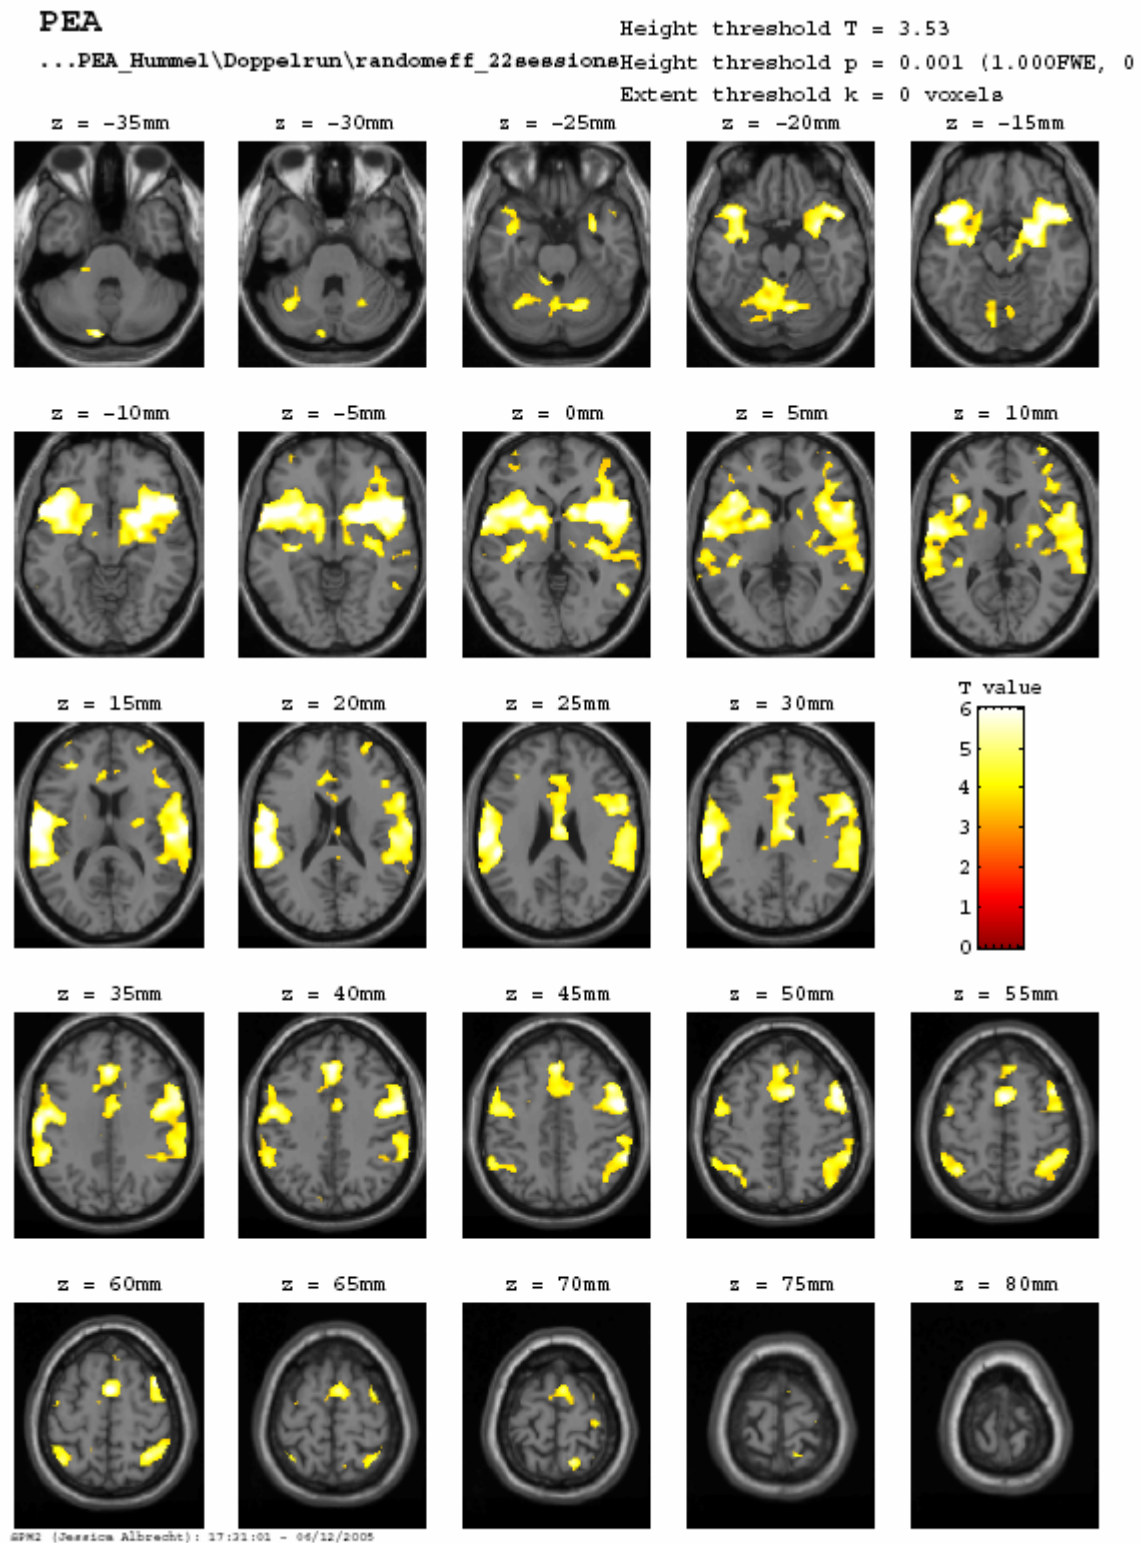 PEA
Height threshold T = 3.53
...PEA_Hummel\Doppelrun\randomeff_22sessions
Height threshold p = 0.001 (1.000FWE, 0
Extent threshold k = 0 voxels
z = -35mm z = -30mm z = -25mm z = -20mm z = -15mm
z = -10mm z = -5mm z = 0mm z = 5mm z = 10mm
z = 15mm z = 20mm z = 25mm z = 30mm
T value
6
5
4
3
2
1
0
z = 35mm z = 40mm z = 45mm z = 50mm z = 55mm
z = 60mm z = 65mm z = 70mm z = 75mm z = 80mm
SPM2 (Jessica Albrecht): 17:31:01 - 06/12/2005